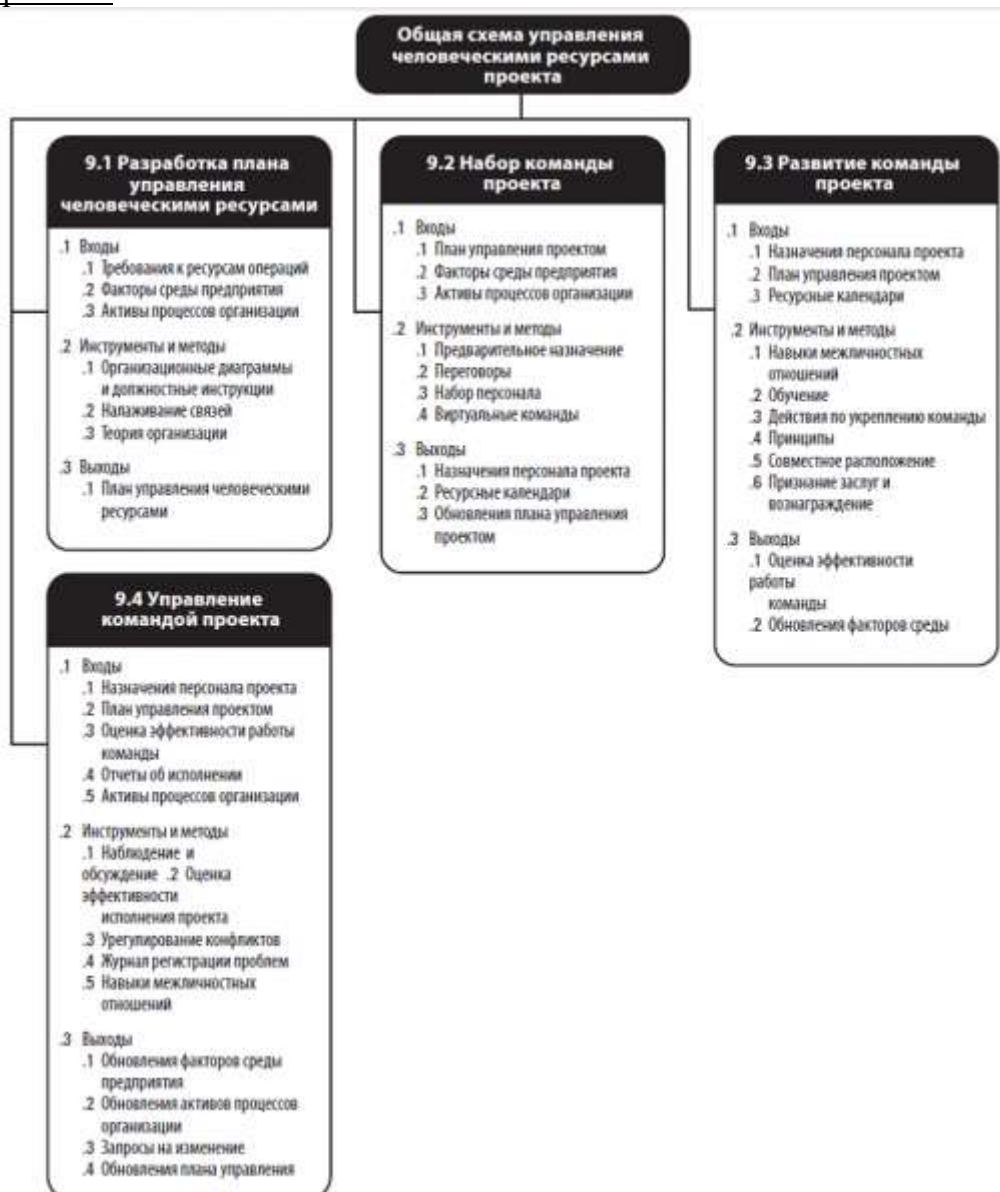 Общая схема управления
человеческими ресурсами
проекта
9.1 Разработка плана
управления
человеческими ресурсами
.1 Входы
.1 Требования к ресурсам операций
.2 Факторы среды предприятия
.3 Активы процессов организации
.2 Инструменты и методы
.1 Организационные диаграммы
и должностные инструкции
.2 Налаживание связей
.3 Теория организации
.3 Выходы
.1 План управления человеческими
ресурсами
9.2 Набор команды
проекта
.1 Входы
.1 План управления проектом
.2 Факторы среды предприятия
.3 Активы процессов организации
.2 Инструменты и методы
.1 Предварительное назначение
.2 Переговоры
.3 Набор персонала
.4 Виртуальные команды
.3 Выходы
.1 Назначения персонала проекта
.2 Ресурсные календари
.3 Обновления плана управления
проектом
9.3 Развитие команды
проекта
.1 Входы
.1 Назначения персонала проекта
.2 План управления проектом
.3 Ресурсные календари
.2 Инструменты и методы
.1 Навыки межличностных
отношений
.2 Обучение
.3 Действия по укреплению команды
.4 Принципы
.5 Совместное расположение
.6 Признание заслуг и
вознаграждение
.3 Выходы
.1 Оценка эффективности
работы
команды
.2 Обновления факторов среды
9.4 Управление
командой проекта
.1 Входы
.1 Назначения персонала проекта
.2 План управления проектом
.3 Оценка эффективности работы
команды
.4 Отчеты об исполнении
.5 Активы процессов организации
.2 Инструменты и методы
.1 Наблюдение и
обсуждение .2 Оценка
эффективности
исполнения проекта
.3 Урегулирование конфликтов
.4 Журнал регистрации проблем
.5 Навыки межличностных
отношений
.3 Выходы
.1 Обновления факторов среды
предприятия
.2 Обновления активов процессов
организации
.3 Запросы на изменение
.4 Обновления плана управления